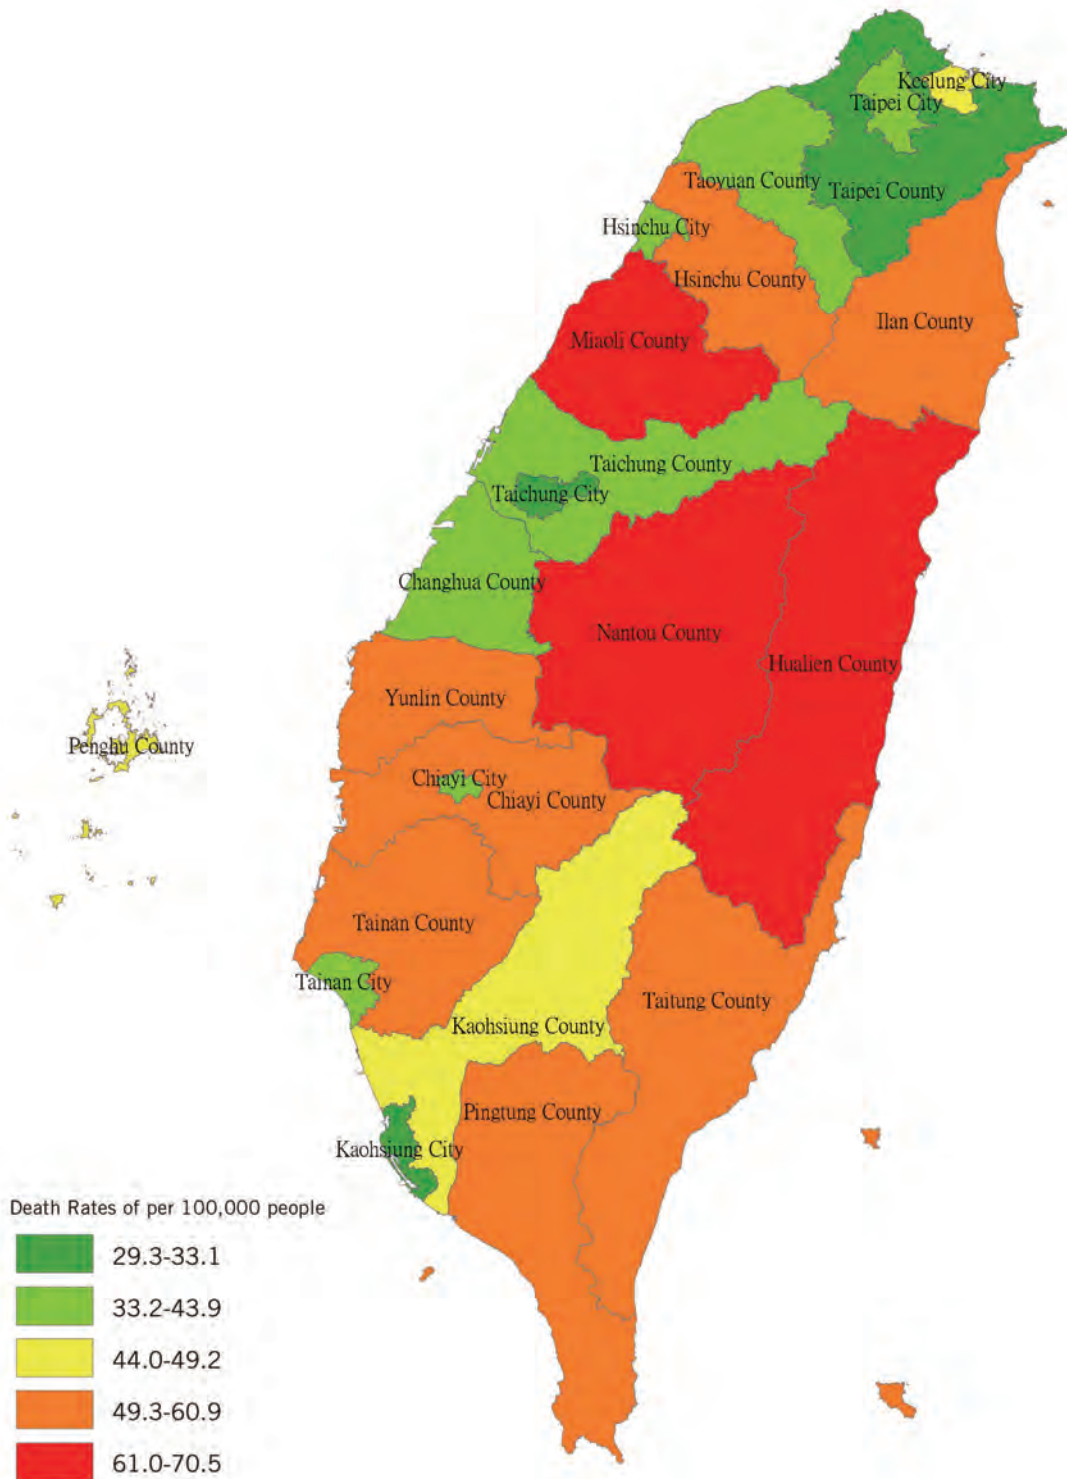 Keelung City
Taipei City
Taoyuan County
Taipei County
Hsinchu City
Hsinchu County
Ilan County
Miaoli County
Taichung County
Taichung City
Changhua County
Nantou County
Hualien County
Yunlin County
Penghu County
Chiayi City
Chiayi County
Tainan County
Tainan City
Taitung County
Kaohsiung County
Pingtung County
Kaohsiung City
Death Rates of per 100,000 people
29.3-33.1
33.2-43.9
44.0-49.2
49.3-60.9
61.0-70.5